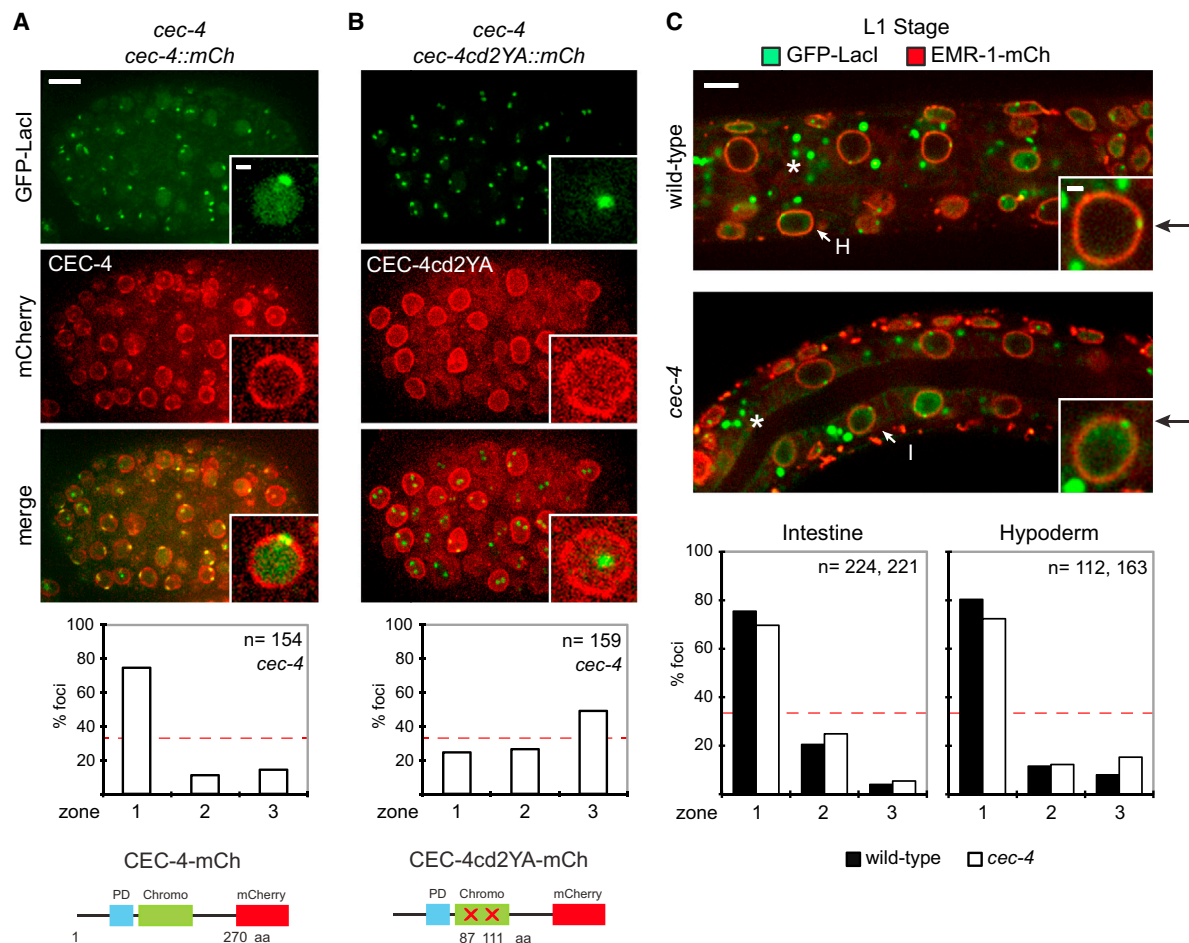 A
cec-4
cec-4::mCh
GFP-LacI
CEC-4
mCherry
merge
100
80
60
40
20
% foci
n= 154
cec-4
zone 1 2 3
CEC-4-mCh
PD Chromo mCherry
1 270 aa
B
cec-4
cec-4cd2YA::mCh
CEC-4cd2YA
100
80
60
40
20
% foci
n= 159
cec-4
zone 1 2 3
CEC-4cd2YA-mCh
PD Chromo mCherry
87 111 aa
C
L1 Stage
GFP-LacI EMR-1-mCh
wild-type
*
H
cec-4
*
I
Intestine
100
80
60
40
20
% foci
n= 224, 221
zone 1 2 3
Hypoderm
n= 112, 163
1 2 3
wild-type cec-4